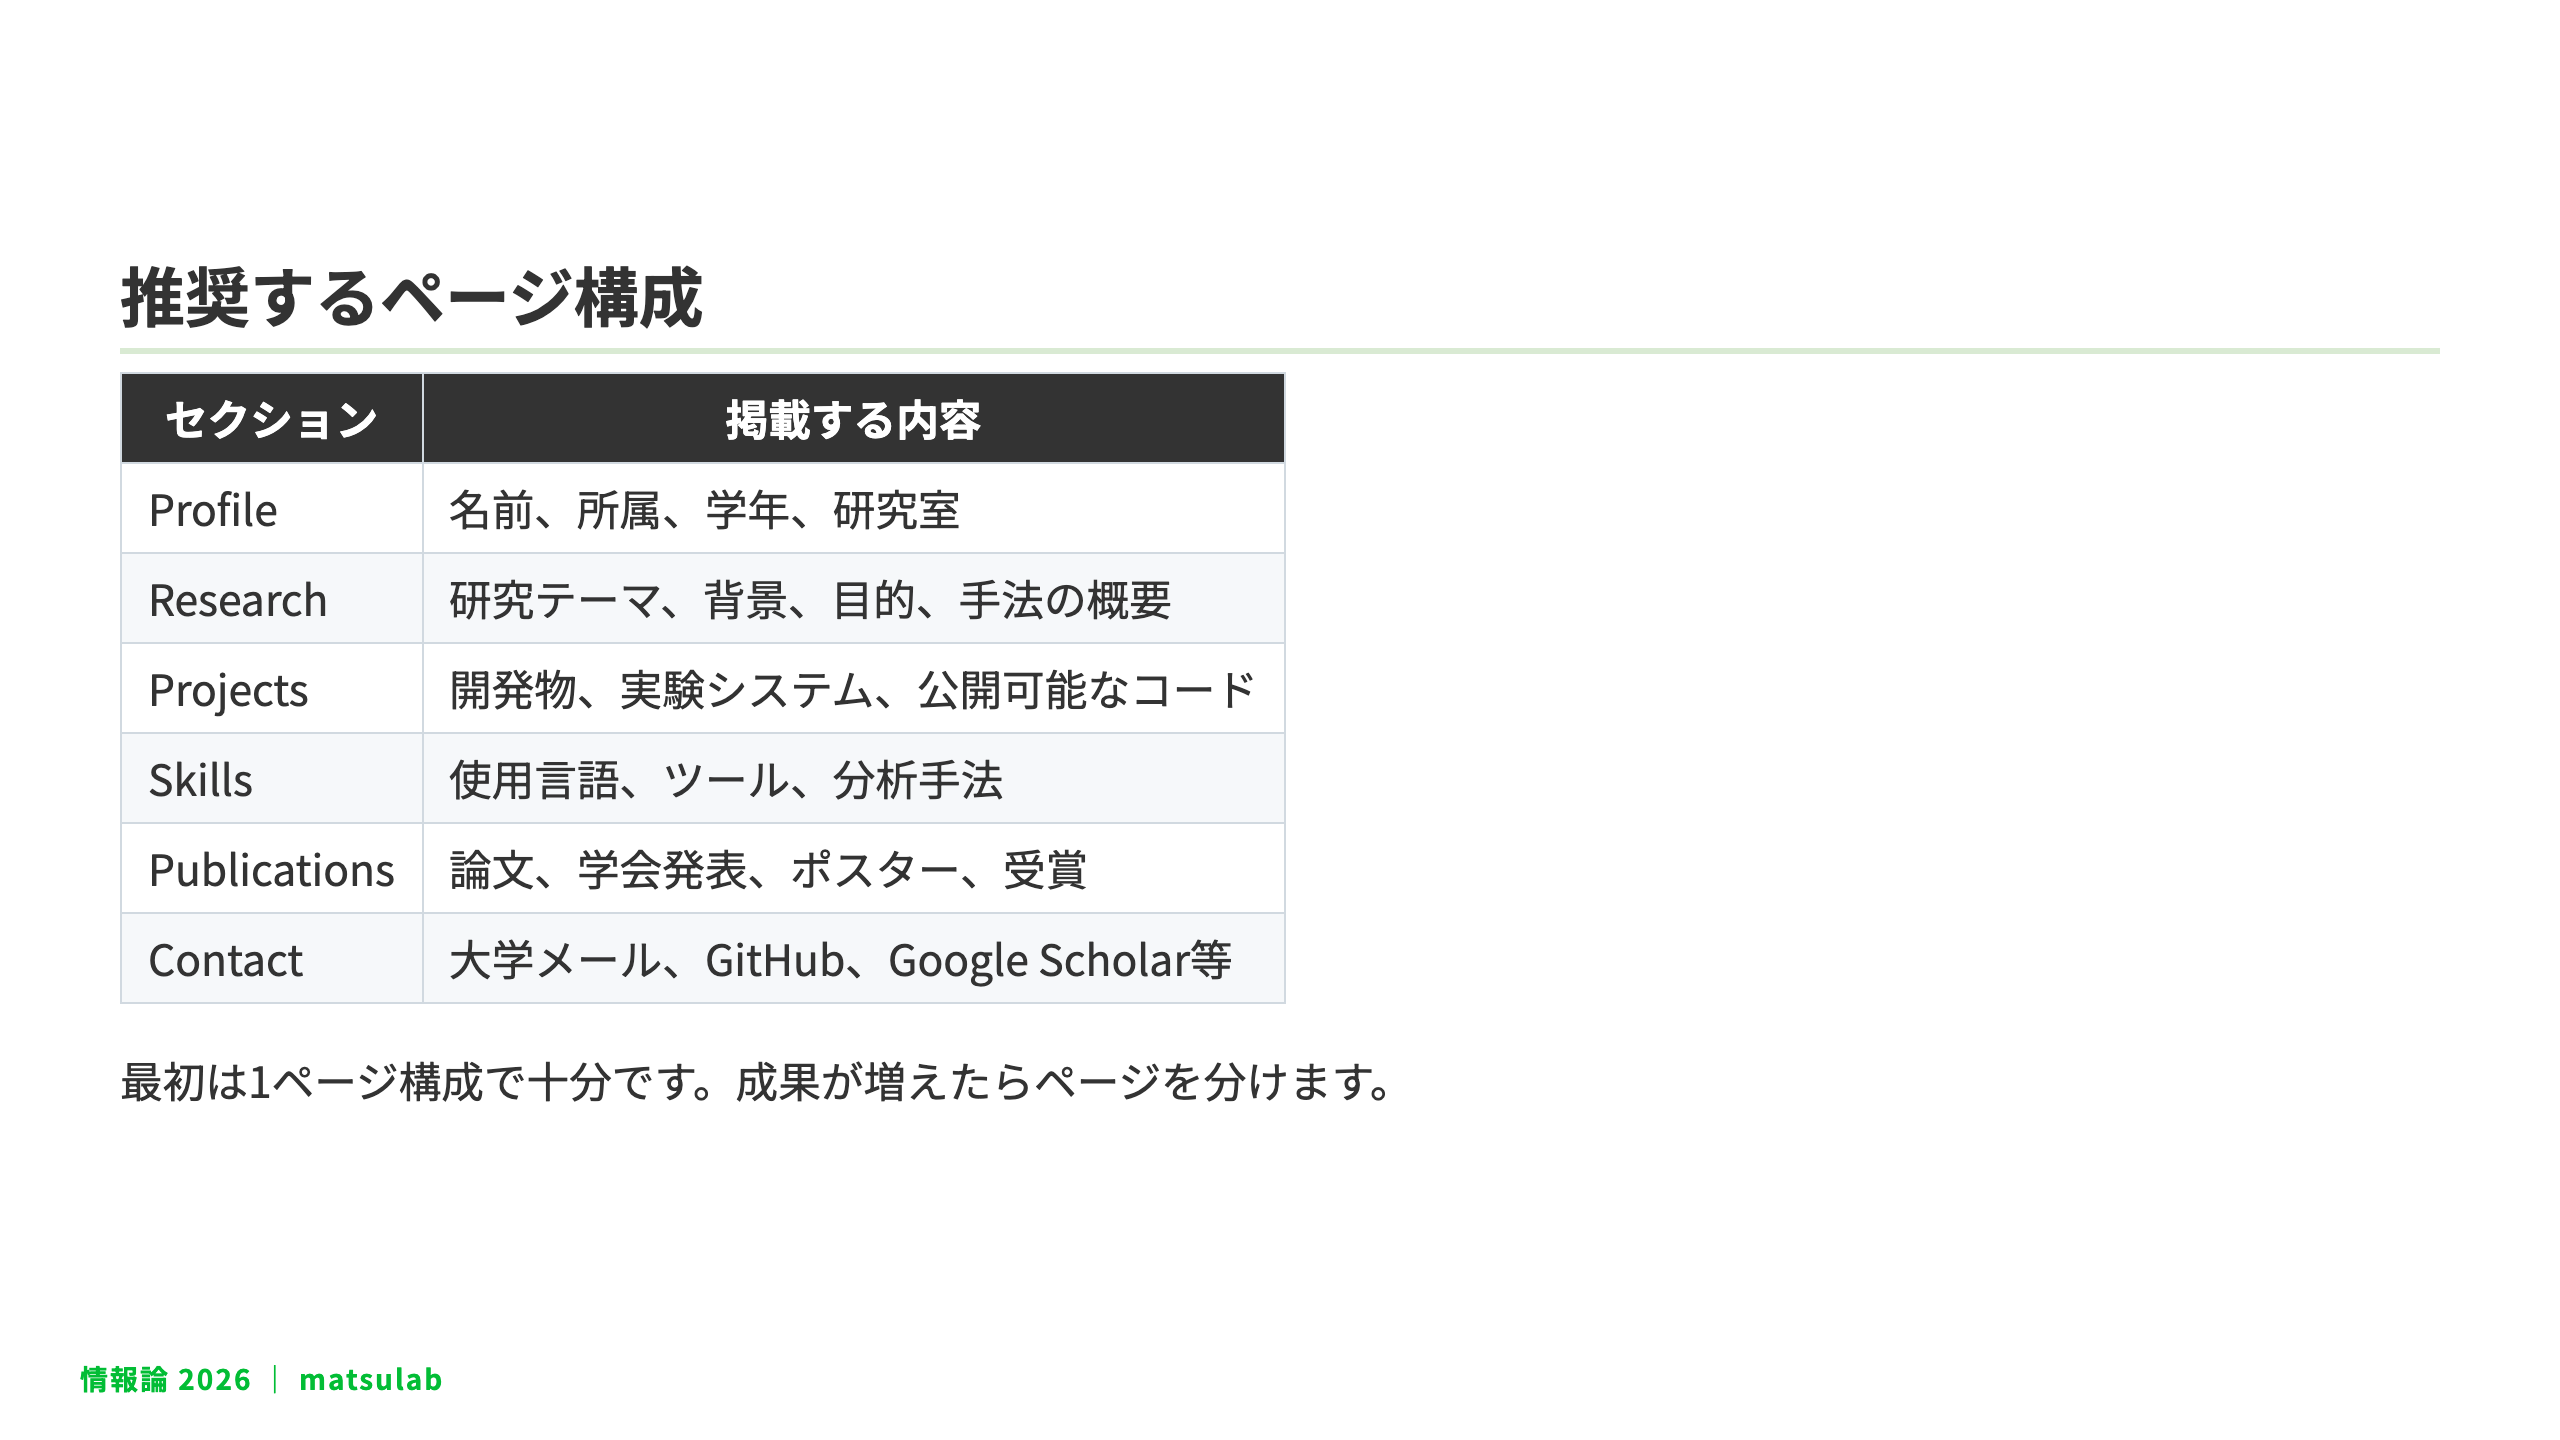 推奨するページ構成
セクション 掲載する内容
Profile 名前、所属、学年、研究室
Research 研究テーマ、背景、目的、手法の概要
Projects 開発物、実験システム、公開可能なコード
Skills 使用言語、ツール、分析手法
Publications 論文、学会発表、ポスター、受賞
Contact 大学メール、GitHub、Google Scholar等
最初は1ページ構成で十分です。成果が増えたらページを分けます。
情報論 2026 ｜ matsulab